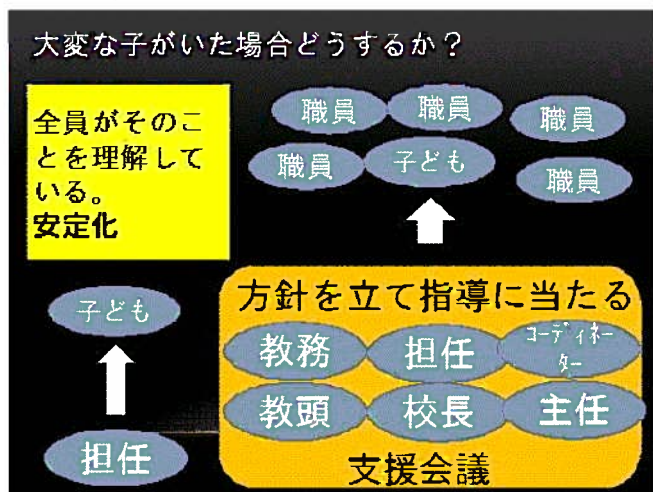 大変な子がいた場合どうするか?
全員がそのこ
とを理解して
いる。
安定化
職員
職員
職員
職員
子ども
職員
子ども
担任
方針を立て指導に当たる
教務
担任
コーディネー
ター
教頭
校長
主任
支援会議